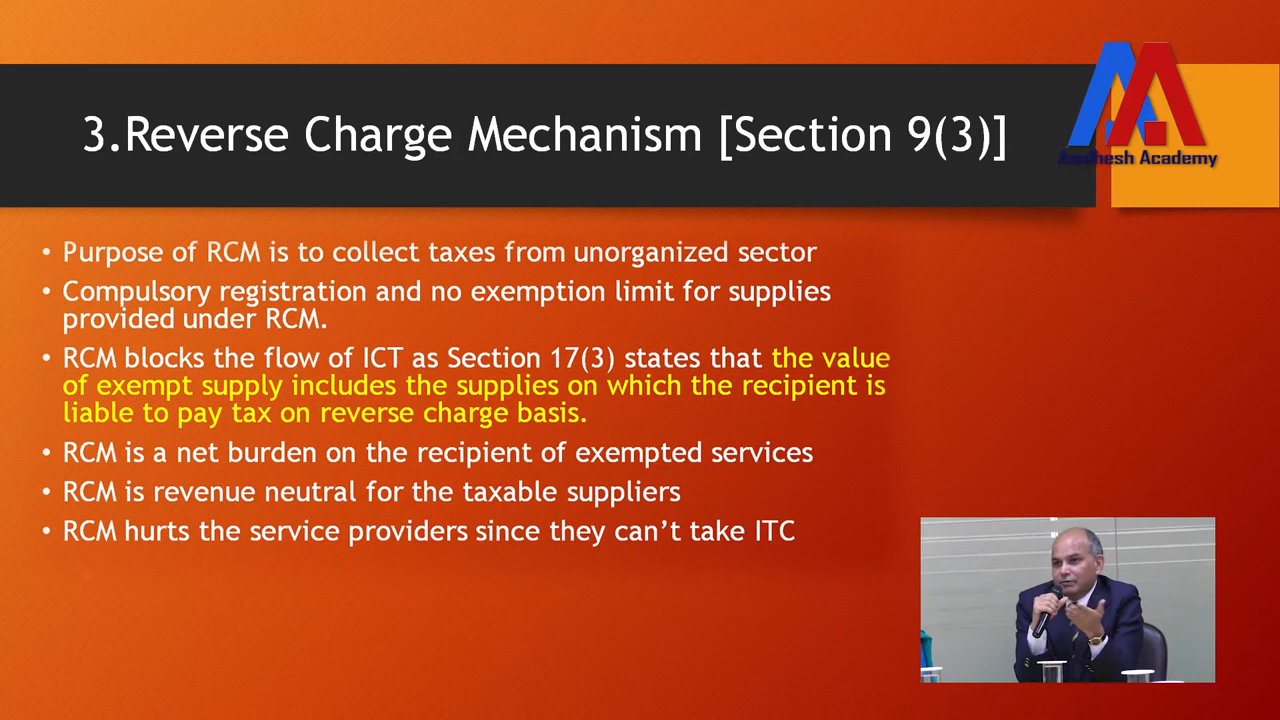 3.Reverse Charge Mechanism [Section 9(3)]
Aadhesh Academy
• Purpose of RCM is to collect taxes from unorganized sector
• Compulsory registration and no exemption limit for supplies
provided under RCM.
• RCM blocks the flow of ICT as Section 17(3) states that the value
of exempt supply includes the supplies on which the recipient is
liable to pay tax on reverse charge basis.
• RCM is a net burden on the recipient of exempted services
• RCM is revenue neutral for the taxable suppliers
• RCM hurts the service providers since they can’t take ITC